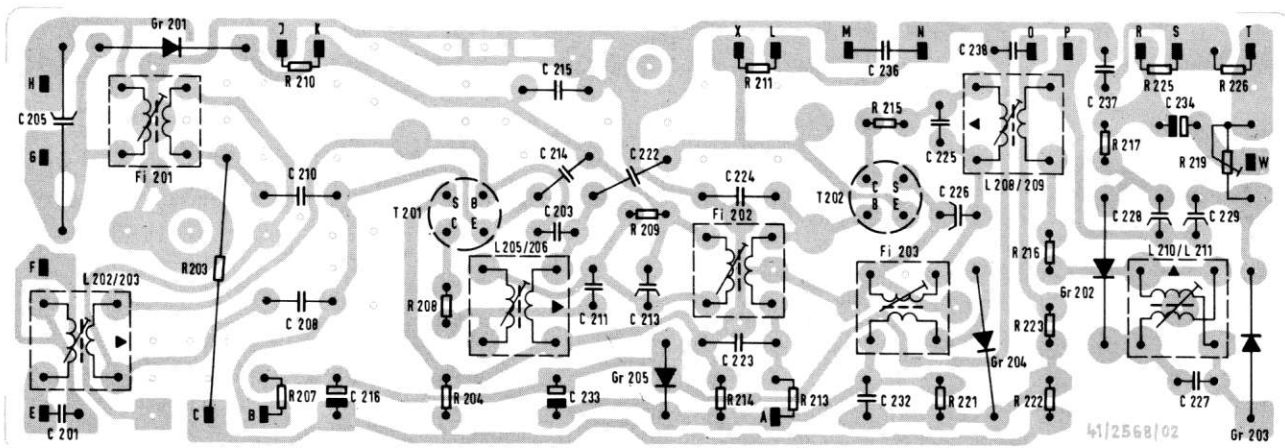 Gr 201
J K
X L
M N
C 238 O P
R S T
R 210
C 215
R 211
C 236
R 225 R 226
H
C 205
G
Fi 201
C 237
C 234
R 215
C 225
R 217
R 219
W
C 214
C 222
C 210
C 224
L 208/209
T 201
S B
C E
C 203
R 209
Fi 202
T 202
C S
B E
C 226
C 228
C 229
L 205/206
Fi 203
R 216
L 210/L 211
F
L 202/203
R 203
Gr 202
R 208
C 208
C 211
C 213
R 223
C 223
Gr 204
Gr 205
R 207
C 216
R 204
C 233
R 214
R 213
C 232
R 221
R 222
C 227
E
C 201
C
B
A
41/2568/02
Gr 203